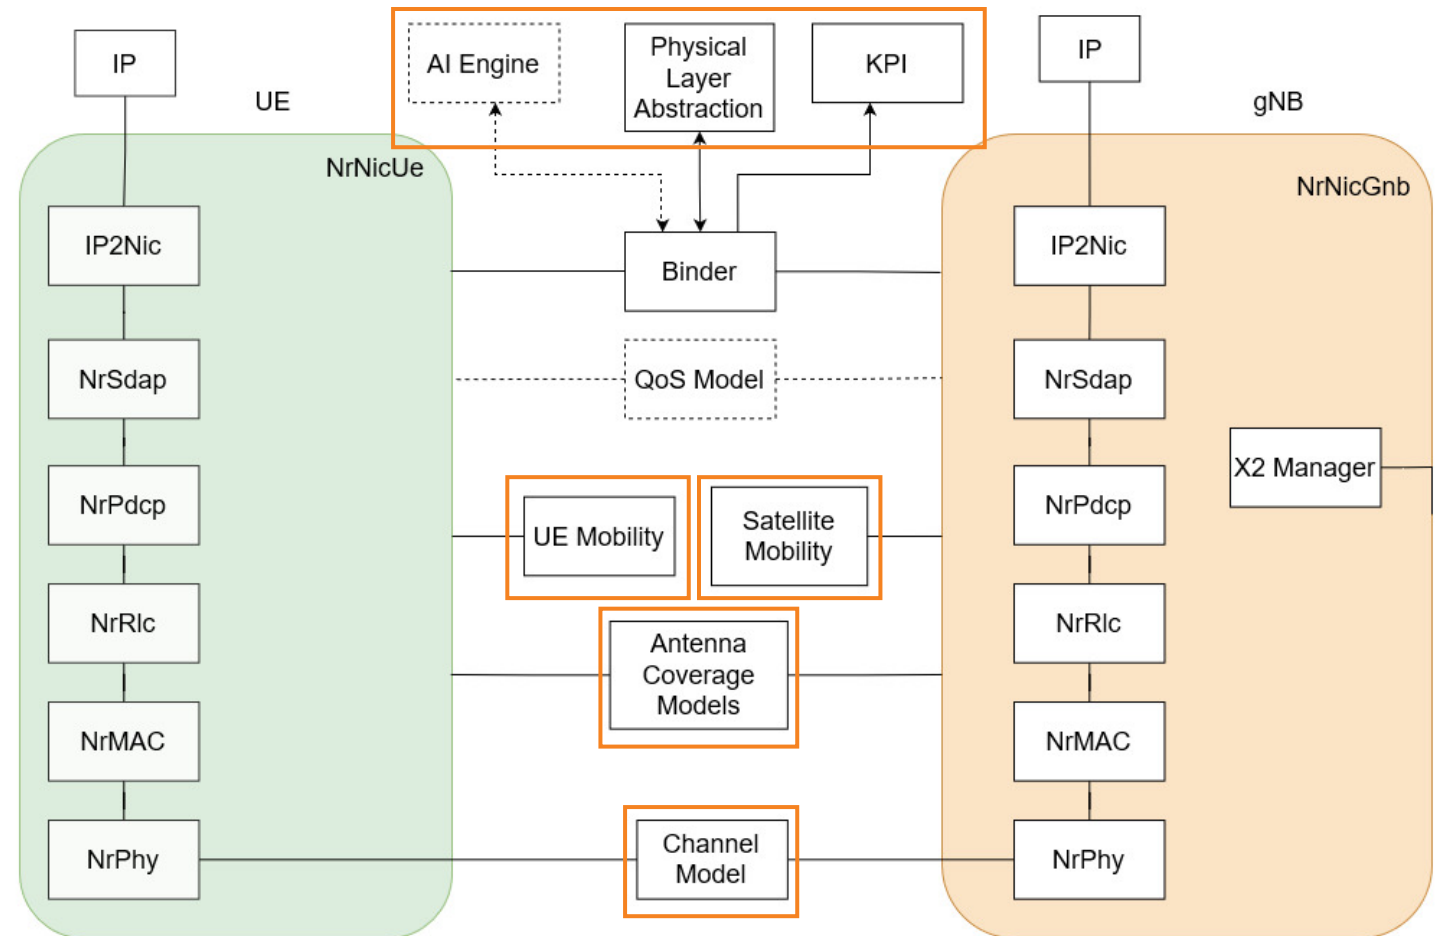 IP
UE
AI Engine
Physical
Layer
Abstraction
KPI
IP
gNB
NrNicUe
NrNicGnb
IP2Nic
Binder
IP2Nic
NrSdap
QoS Model
NrSdap
X2 Manager
NrPdcp
UE Mobility
Satellite
Mobility
NrPdcp
NrRlc
Antenna
Coverage
Models
NrRlc
NrMAC
NrMAC
NrPhy
Channel
Model
NrPhy